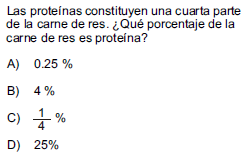 Las proteínas constituyen una cuarta parte
de la carne de res. ¿Qué porcentaje de la
carne de res es proteína?
A) 0.25 %
B) 4 %
C) 1/4 %
D) 25%